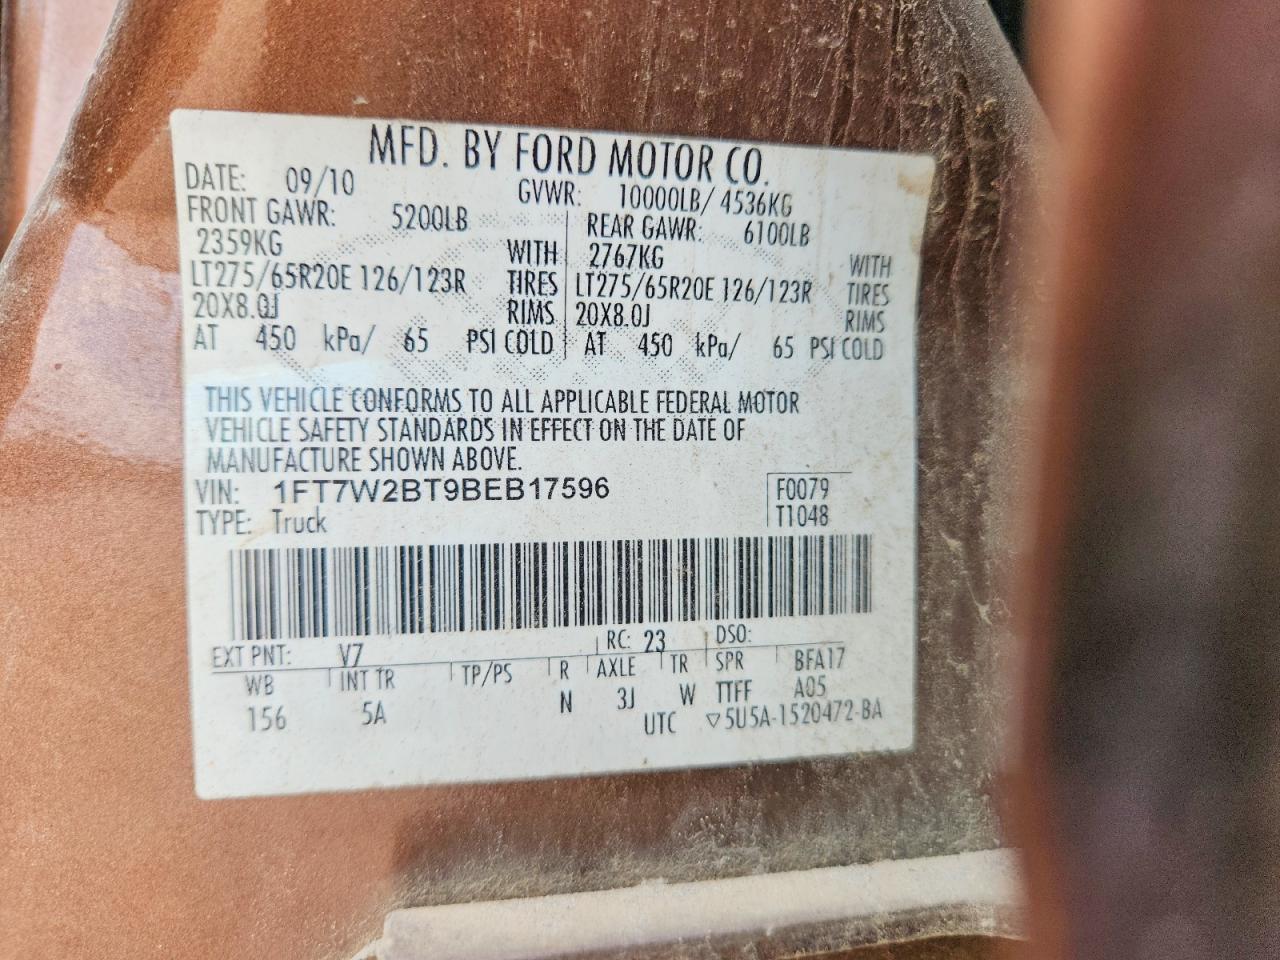 MFD. BY FORD MOTOR CO.
DATE: 09/10 GVWR: 10000LB/ 4536KG
FRONT GAWR: 5200LB REAR GAWR: 6100LB
2359KG WITH 2767KG WITH
LT275/65R20E 126/123R TIRES LT275/65R20E 126/123R TIRES
20X8.0J RIMS 20X8.0J RIMS
AT 450 kPa/ 65 PSI COLD AT 450 kPa/ 65 PSI COLD
THIS VEHICLE CONFORMS TO ALL APPLICABLE FEDERAL MOTOR
VEHICLE SAFETY STANDARDS IN EFFECT ON THE DATE OF
MANUFACTURE SHOWN ABOVE.
VIN: 1FT7W2BT9BEB17596 F0079
TYPE: Truck T1048
EXT PNT: V7 RC: 23 DSO:
WB INT TR TP/PS R AXLE TR SPR BFA17
156 5A N 3J W TTFF A05
UTC ▽5U5A-1520472-BA